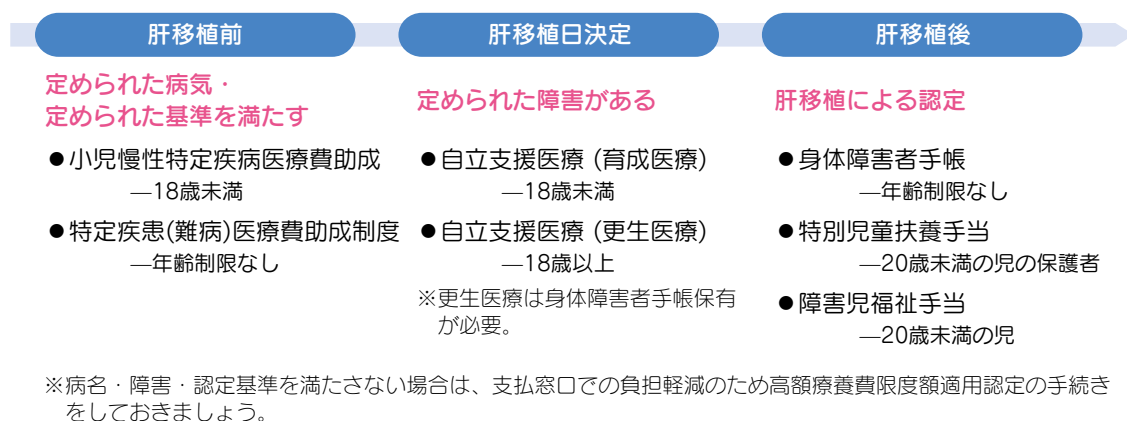 肝移植前
定められた病気・
定められた基準を満たす
●小児慢性特定疾病医療費助成
―18歳未満
●特定疾患(難病)医療費助成制度
―年齢制限なし
肝移植日決定
定められた障害がある
●自立支援医療 (育成医療)
―18歳未満
●自立支援医療 (更生医療)
―18歳以上
※更生医療は身体障害者手帳保有
が必要。
肝移植後
肝移植による認定
●身体障害者手帳
―年齢制限なし
●特別児童扶養手当
―20歳未満の児の保護者
●障害児福祉手当
―20歳未満の児
※病名・障害・認定基準を満たさない場合は、支払窓口での負担軽減のため高額療養費限度額適用認定の手続き
をしておきましょう。